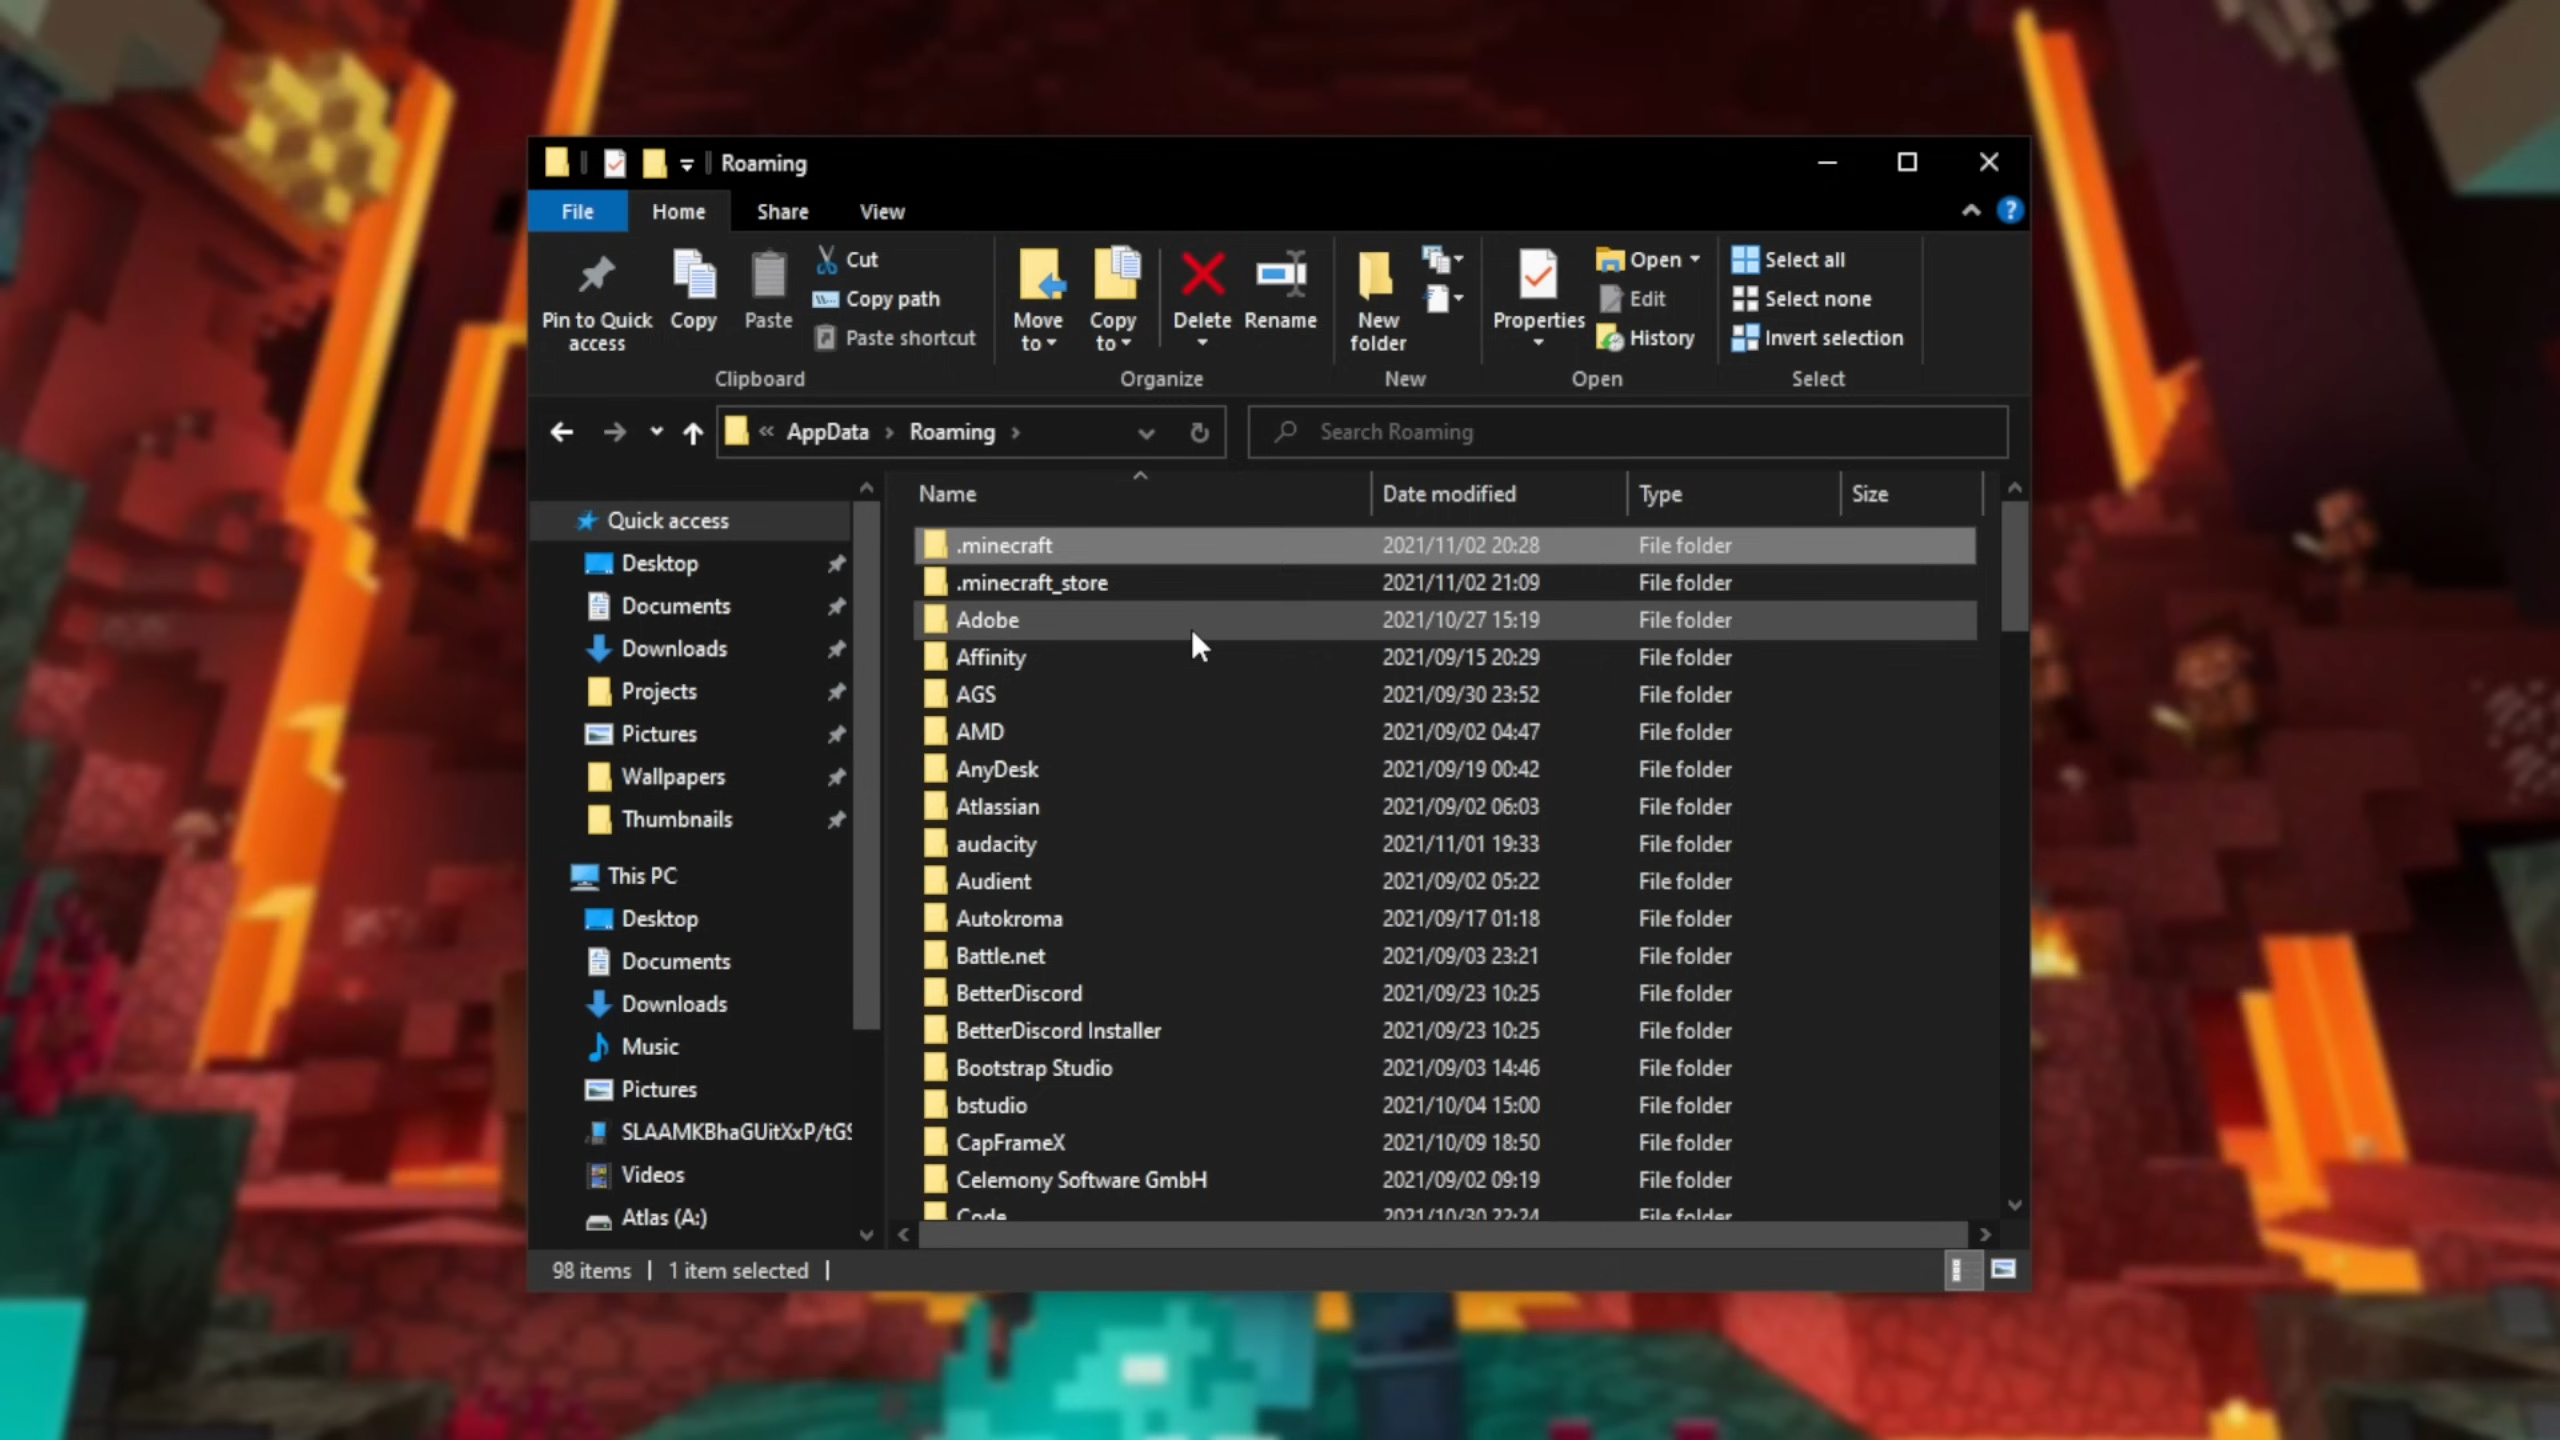 Roaming
File Home Share View
Pin to Quick access
Copy
Paste
Cut
Copy path
Paste shortcut
Clipboard
Move to
Copy to
Delete
Rename
Organize
New folder
New
Properties
Open
Edit
History
Open
Select all
Select none
Invert selection
Select
« AppData › Roaming ›
Search Roaming
Quick access
Desktop
Documents
Downloads
Projects
Pictures
Wallpapers
Thumbnails
This PC
Desktop
Documents
Downloads
Music
Pictures
SLAAMKBhaGUitXxP/tGS
Videos
Atlas (A:)
Name Date modified Type Size
.minecraft 2021/11/02 20:28 File folder
.minecraft_store 2021/11/02 21:09 File folder
Adobe 2021/10/27 15:19 File folder
Affinity 2021/09/15 20:29 File folder
AGS 2021/09/30 23:52 File folder
AMD 2021/09/02 04:47 File folder
AnyDesk 2021/09/19 00:42 File folder
Atlassian 2021/09/02 06:03 File folder
audacity 2021/11/01 19:33 File folder
Audient 2021/09/02 05:22 File folder
Autokroma 2021/09/17 01:18 File folder
Battle.net 2021/09/03 23:21 File folder
BetterDiscord 2021/09/23 10:25 File folder
BetterDiscord Installer 2021/09/23 10:25 File folder
Bootstrap Studio 2021/09/03 14:46 File folder
bstudio 2021/10/04 15:00 File folder
CapFrameX 2021/10/09 18:50 File folder
Celemony Software GmbH 2021/09/02 09:19 File folder
Code 2021/10/30 22:24 File folder
98 items | 1 item selected |